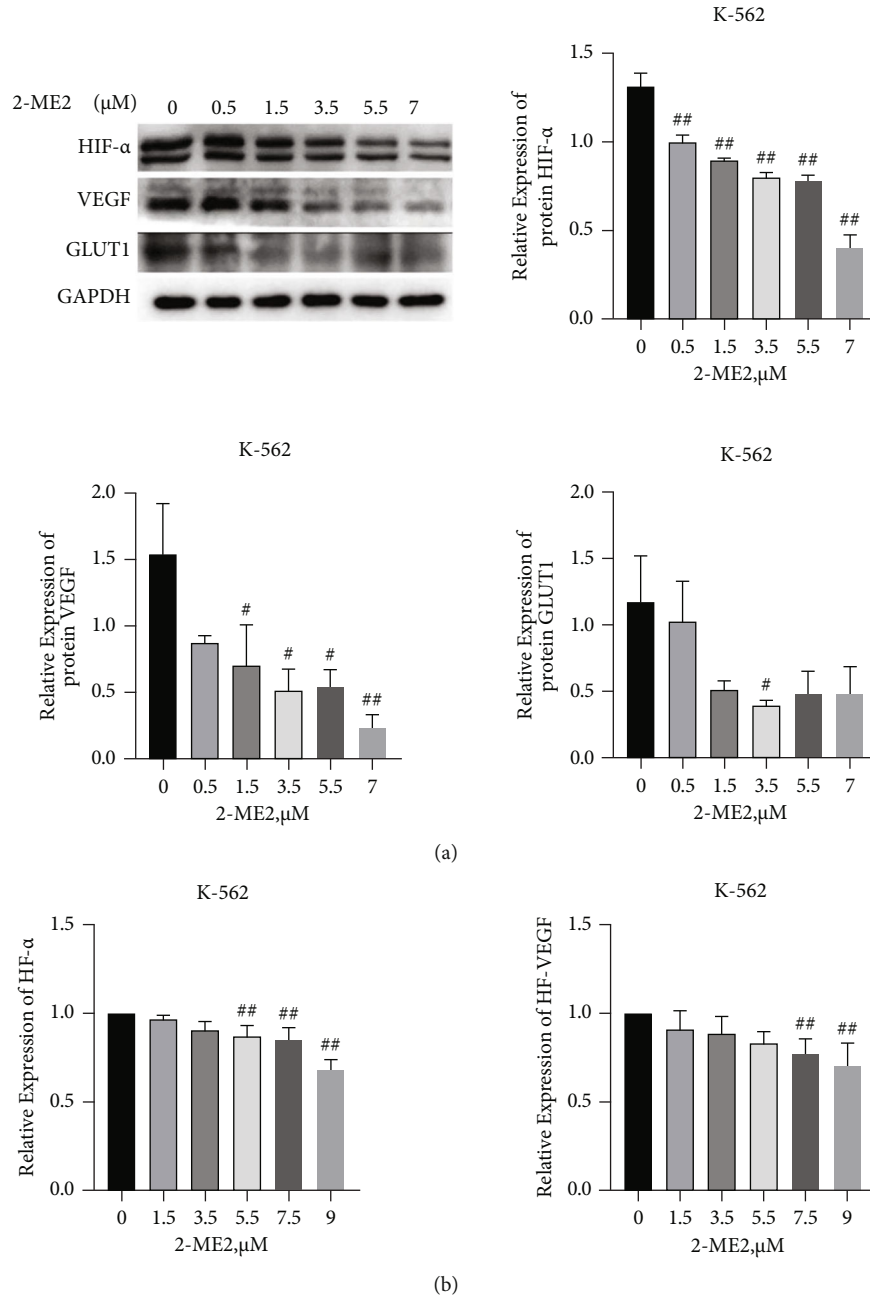 2-ME2 (µM) 0 0.5 1.5 3.5 5.5 7
HIF-α
VEGF
GLUT1
GAPDH
K-562
Relative Expression of
protein HIF-α
1.5
1.0
0.5
0.0
## ## ## ## ##
0 0.5 1.5 3.5 5.5 7
2-ME2,µM
K-562
Relative Expression of
protein VEGF
2.0
1.5
1.0
0.5
0.0
# # # ##
0 0.5 1.5 3.5 5.5 7
2-ME2,µM
K-562
Relative Expression of
protein GLUT1
2.0
1.5
1.0
0.5
0.0
#
0 0.5 1.5 3.5 5.5 7
2-ME2,µM
(a)
K-562
Relative Expression of HF-α
1.5
1.0
0.5
0.0
## ## ##
0 1.5 3.5 5.5 7.5 9
2-ME2,µM
K-562
Relative Expression of HF-VEGF
1.5
1.0
0.5
0.0
## ##
0 1.5 3.5 5.5 7.5 9
2-ME2,µM
(b)